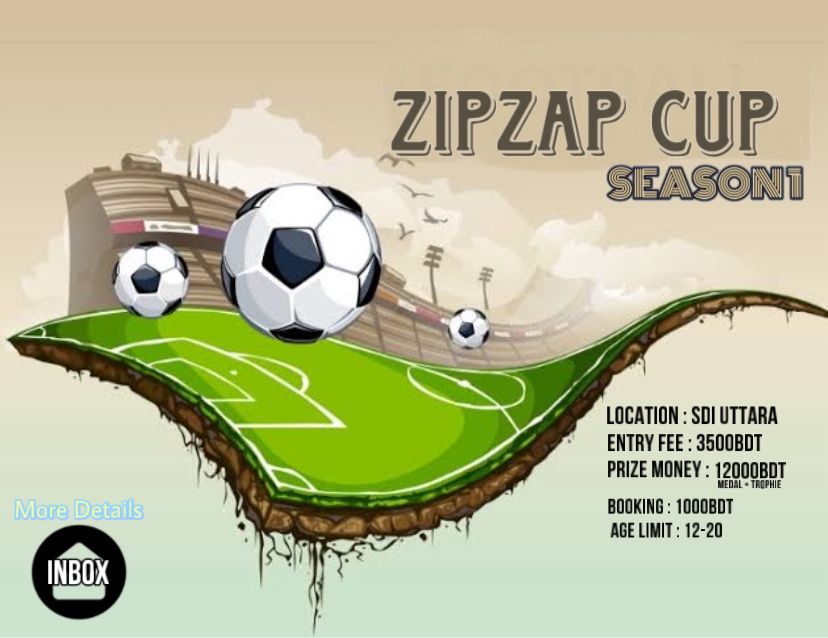 FOOTBALL
ZIPZAP CUP
SEASON1
LOCATION : SDI UTTARA
ENTRY FEE : 3500BDT
PRIZE MONEY : 12000BDT
MEDAL + TROPHIE
BOOKING : 1000BDT
AGE LIMIT : 12-20
More Details
INBOX